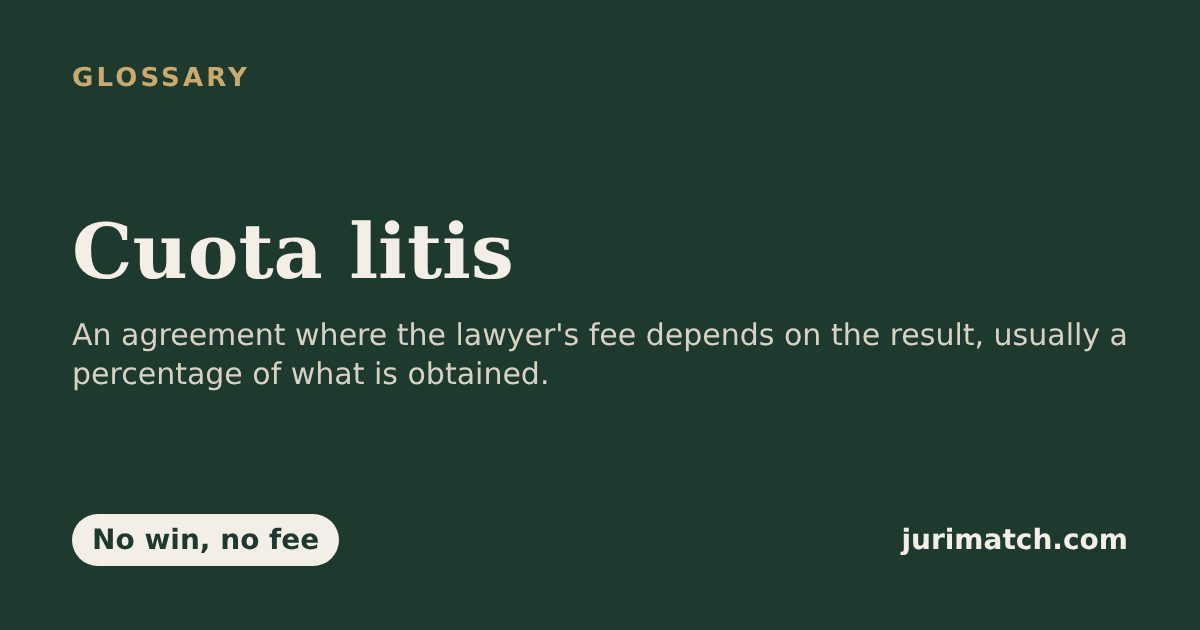 GLOSSARY
Cuota litis
An agreement where the lawyer's fee depends on the result, usually a
percentage of what is obtained.
No win, no fee
jurimatch.com